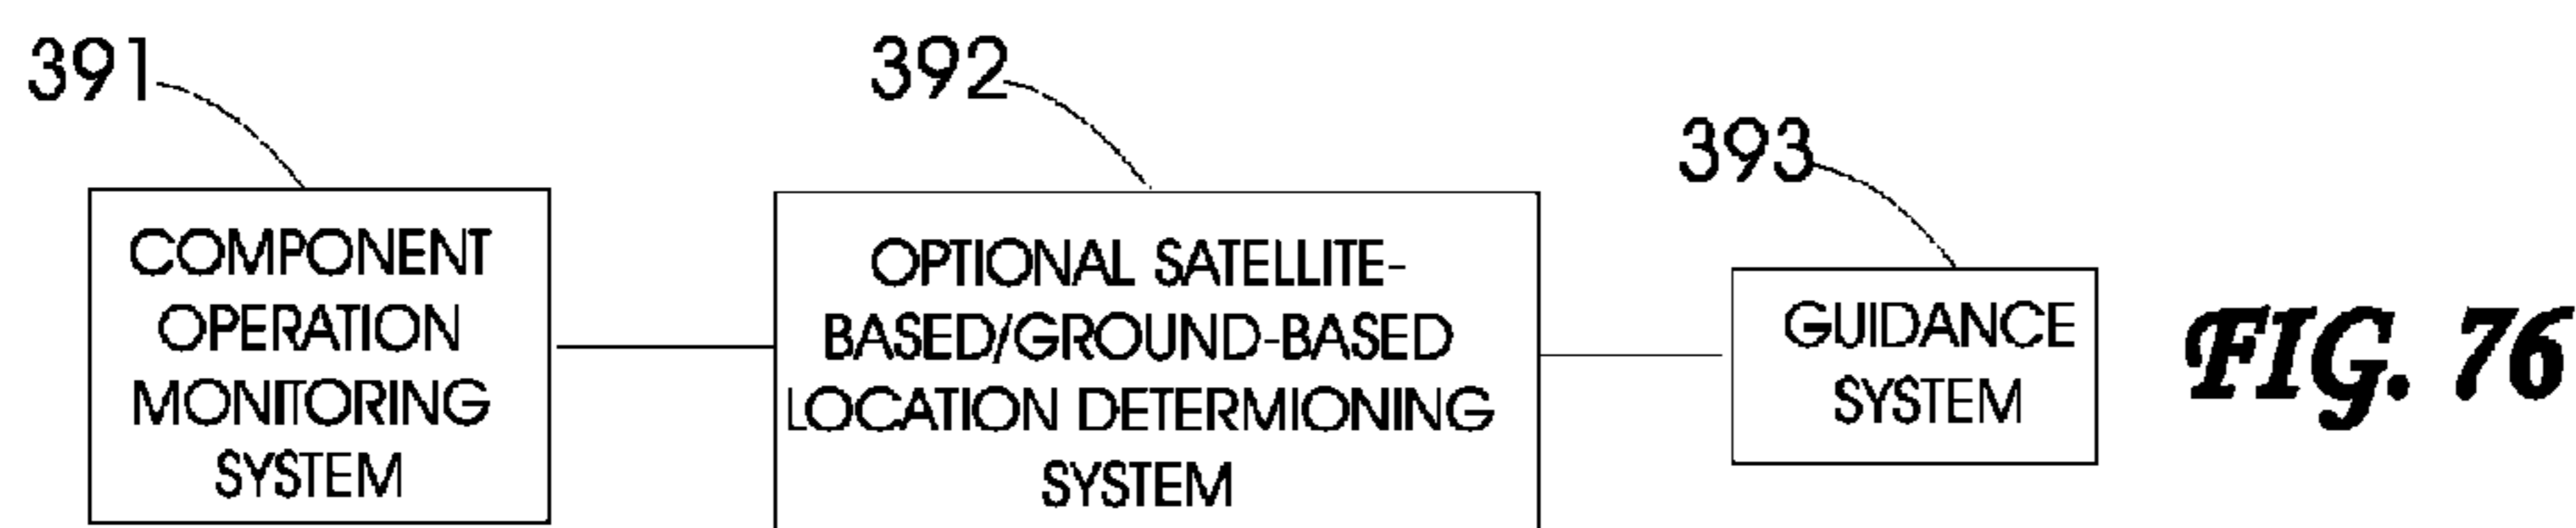 391
392
393
COMPONENT
OPERATION
MONITORING
SYSTEM
OPTIONAL SATELLITE-
BASED/GROUND-BASED
LOCATION DETERMIONING
SYSTEM
GUIDANCE
SYSTEM
FIG. 76